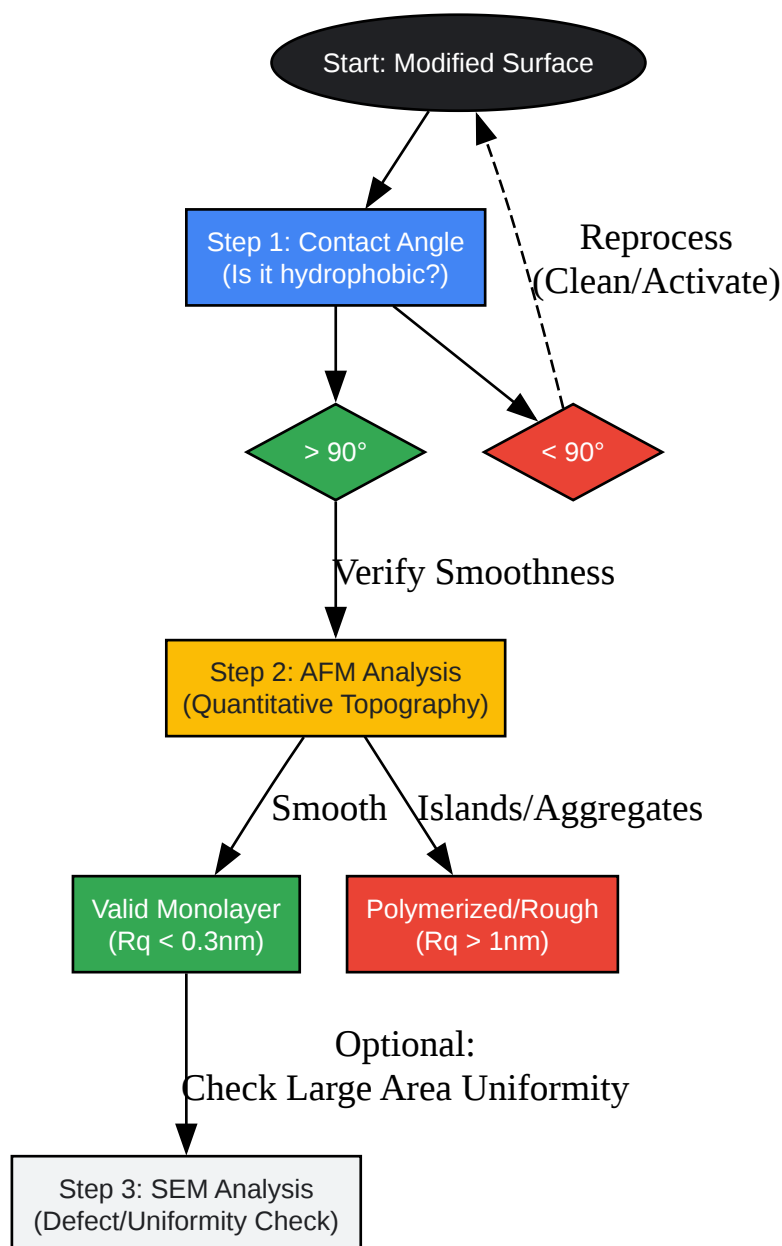 Start: Modified Surface
Step 1: Contact Angle
(Is it hydrophobic?)
Reprocess
(Clean/Activate)
> 90°
< 90°
Verify Smoothness
Step 2: AFM Analysis
(Quantitative Topography)
Smooth
Islands/Aggregates
Valid Monolayer
(Rq < 0.3nm)
Polymerized/Rough
(Rq > 1nm)
Optional:
Check Large Area Uniformity
Step 3: SEM Analysis
(Defect/Uniformity Check)